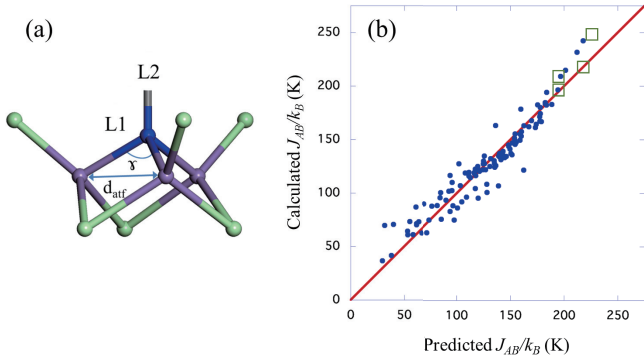 (a)
L2
L1
γ
d_atf
(b)
Calculated J_AB/k_B (K)
250
200
150
100
50
0
0 50 100 150 200 250
Predicted J_AB/k_B (K)